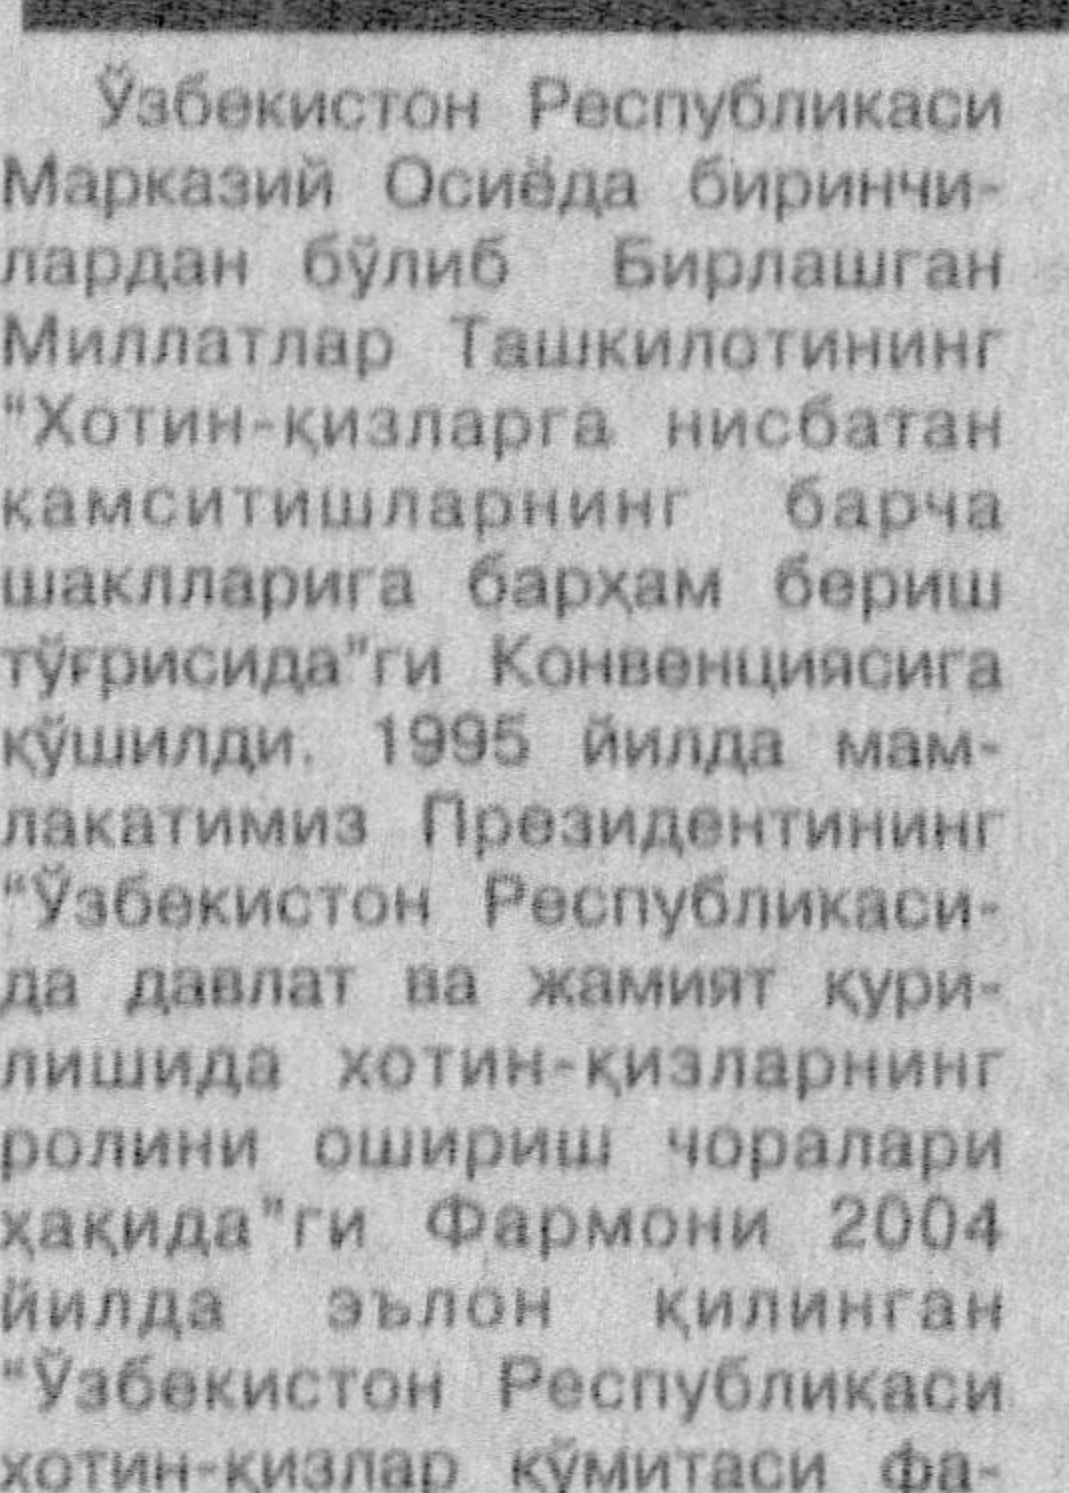 Ўзбекистон Республикаси
Марказий Осиёда биринчи-
лардан бўлиб Бирлашган
Миллатлар Ташкилотининг
“Хотин-қизларга нисбатан
камситишларнинг барча
шаклларига барҳам бериш
тўғрисида”ги Конвенциясига
қўшилди. 1995 йилда мам-
лакатимиз Президентининг
“Ўзбекистон Республикаси-
да давлат ва жамият қури-
лишида хотин-қизларнинг
ролини ошириш чоралари
ҳақида”ги Фармони 2004
йилда эълон қилинган
“Ўзбекистон Республикаси
хотин-қизлар қўмитаси фа-